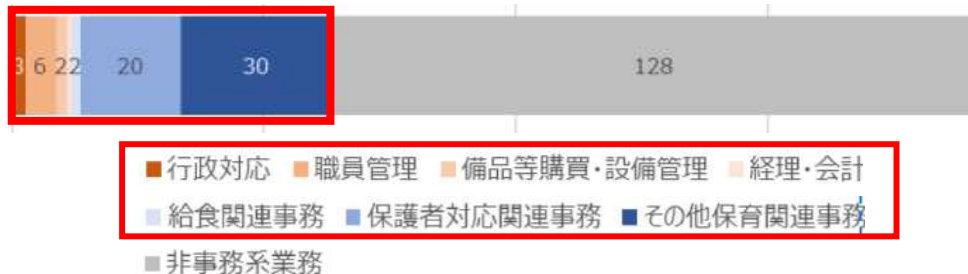 3 6 2 2 20 30 128
■行政対応 ■職員管理 ■備品等購買・設備管理 ■経理・会計
■給食関連事務 ■保護者対応関連事務 ■その他保育関連事務
■非事務系業務